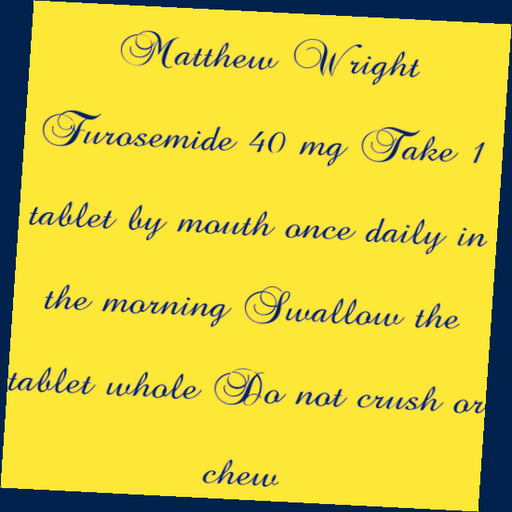 Matthew Wright
Furosemide 40 mg Take 1
tablet by mouth once daily in
the morning Swallow the
tablet whole Do not crush or
chew